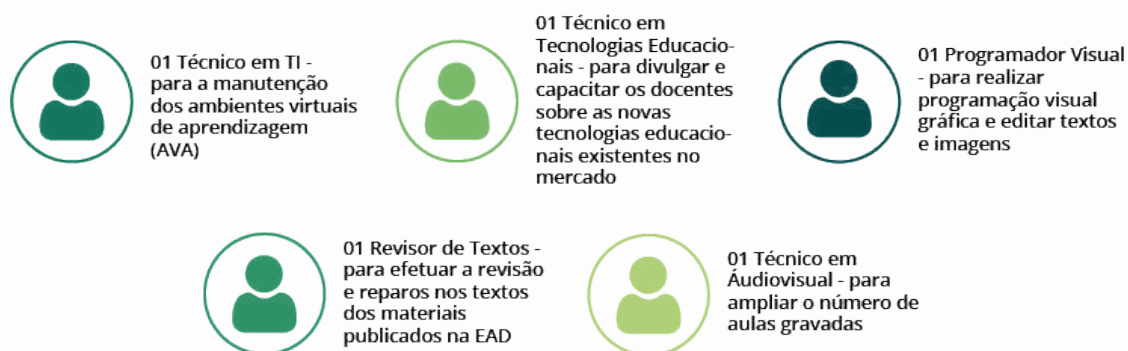 01 Técnico em TI -
para a manutenção
dos ambientes virtuais
de aprendizagem
(AVA)
01 Técnico em
Tecnologias Educacio-
nais - para divulgar e
capacitar os docentes
sobre as novas
tecnologias educacio-
nais existentes no
mercado
01 Programador Visual
- para realizar
programação visual
gráfica e editar textos
e imagens
01 Revisor de Textos -
para efetuar a revisão
e reparos nos textos
dos materiais
publicados na EAD
01 Técnico em
Áudiovisual - para
ampliar o número de
aulas gravadas